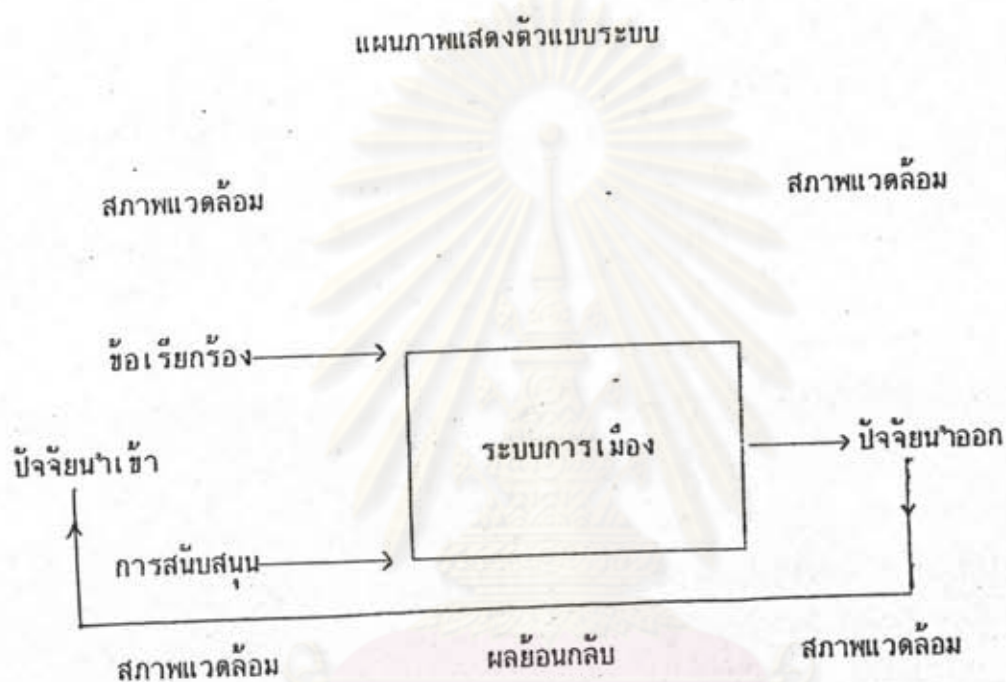 แผนภาพแสดงตัวแบบระบบ
สภาพแวดล้อม
สภาพแวดล้อม
ข้อเรียกร้อง
ระบบการเมือง
ปัจจัยนำออก
ปัจจัยนำเข้า
การสนับสนุน
สภาพแวดล้อม
ผลย้อนกลับ
สภาพแวดล้อม